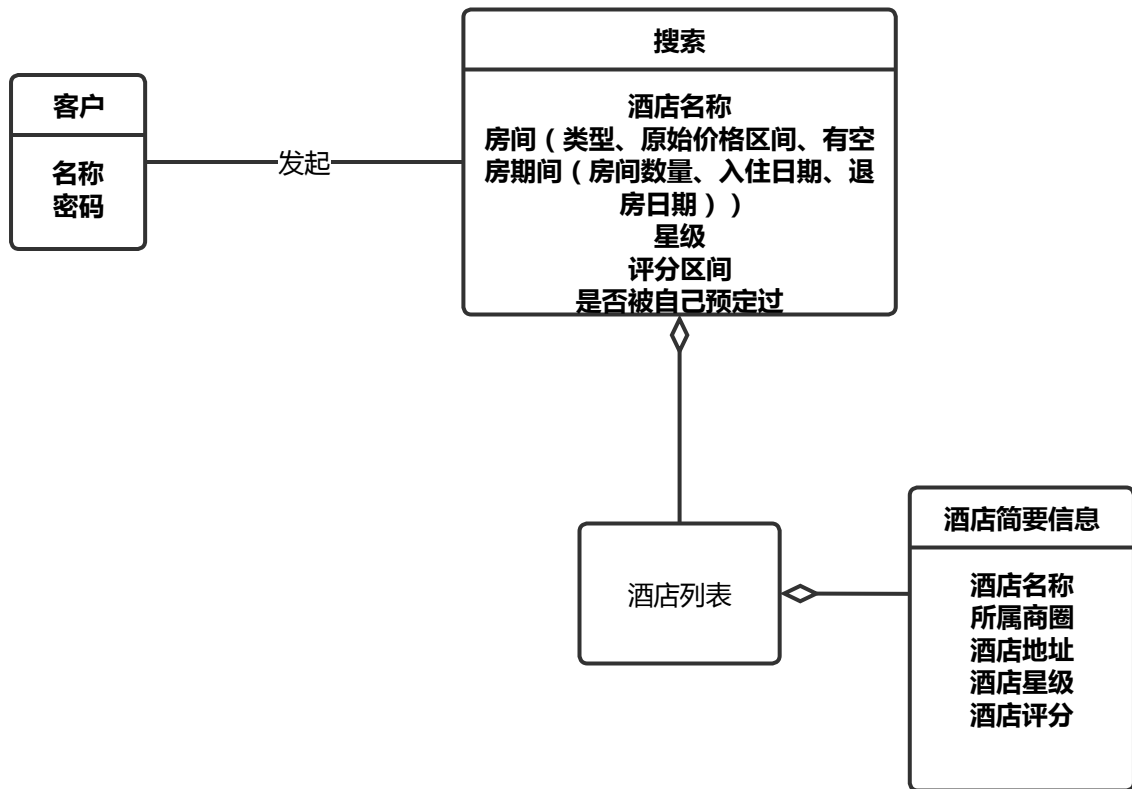 客户
名称
密码
发起
搜索
酒店名称
房间（类型、原始价格区间、有空
房期间（房间数量、入住日期、退
房日期））
星级
评分区间
是否被自己预定过
酒店列表
酒店简要信息
酒店名称
所属商圈
酒店地址
酒店星级
酒店评分